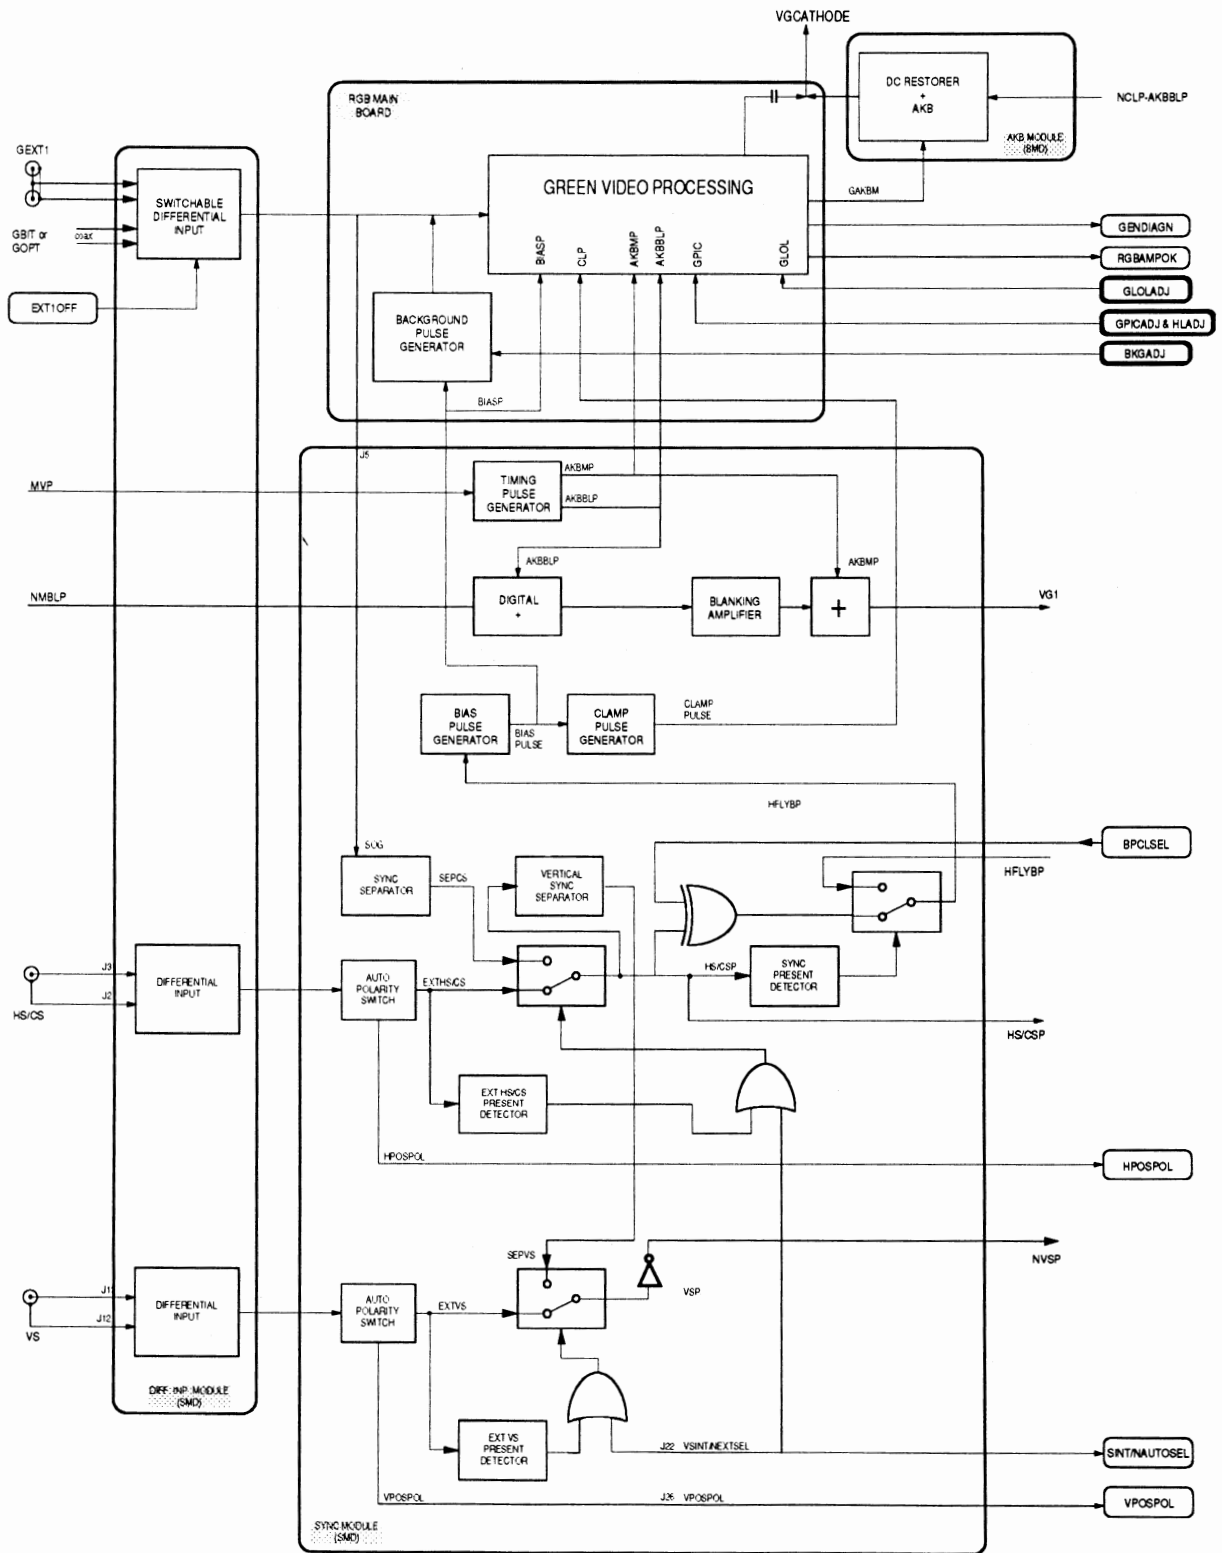 VGCATHODE
RGB MAIN
BOARD
DC RESTORER
+
AKB
NCLP-AKBBLP
AKB MODULE
(SMD)
GEXT1
SWITCHABLE
DIFFERENTIAL
INPUT
GBIT or
GOPT
coax
EXT1OFF
GREEN VIDEO PROCESSING
BIASP
CLP
AKBMP
AKBBLP
GPIC
GLOL
GAKBM
GENDIAGN
RGBAMPOK
GLOLADJ
GPICADJ & HLADJ
BKGADJ
BACKGROUND
PULSE
GENERATOR
BIASP
J5
MVP
TIMING
PULSE
GENERATOR
AKBMP
AKBBLP
AKBBLP
AKBMP
NMBLP
DIGITAL
+
BLANKING
AMPLIFIER
+
VG1
BIAS
PULSE
GENERATOR
BIAS
PULSE
CLAMP
PULSE
GENERATOR
CLAMP
PULSE
HFLYBP
BPCLSEL
HFLYBP
SOG
SYNC
SEPARATOR
SEPCS
VERTICAL
SYNC
SEPARATOR
J3
J2
HS/CS
DIFFERENTIAL
INPUT
AUTO
POLARITY
SWITCH
EXTHS/CS
HS/CSP
SYNC
PRESENT
DETECTOR
HS/CSP
EXT HS/CS
PRESENT
DETECTOR
HPOSPOL
HPOSPOL
SEPVS
NVSP
VSP
J11
J12
VS
DIFFERENTIAL
INPUT
AUTO
POLARITY
SWITCH
EXTVS
DIFF. INP. MODULE
(SMD)
EXT VS
PRESENT
DETECTOR
J22 VSINT/NEXTSEL
SINT/NAUTOSEL
VPOSPOL
J26 VPOSPOL
VPOSPOL
SYNC MODULE
(SMD)